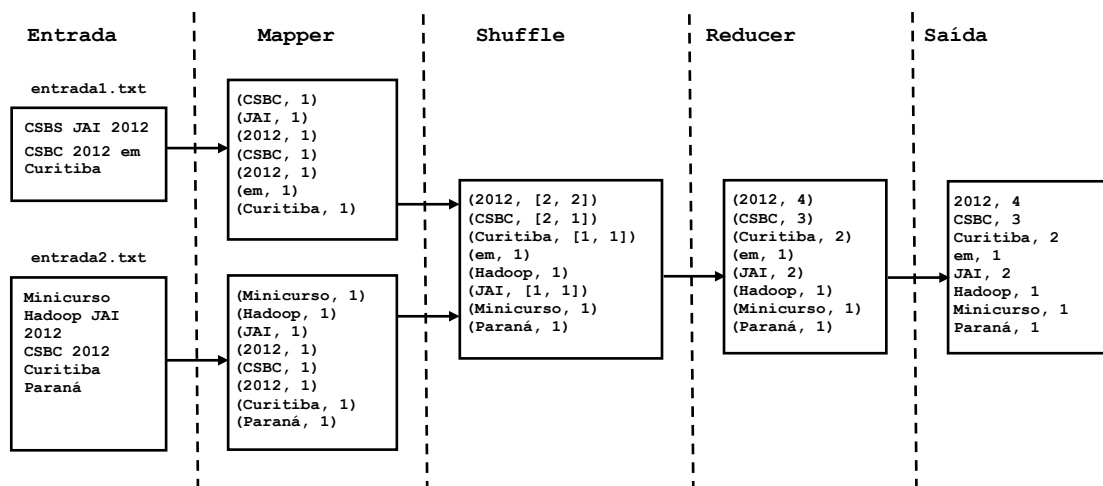 Entrada
Mapper
Shuffle
Reducer
Saída
entrada1.txt
CSBS JAI 2012
CSBC 2012 em
Curitiba
entrada2.txt
Minicurso
Hadoop JAI
2012
CSBC 2012
Curitiba
Paraná
(CSBC, 1)
(JAI, 1)
(2012, 1)
(CSBC, 1)
(2012, 1)
(em, 1)
(Curitiba, 1)
(Minicurso, 1)
(Hadoop, 1)
(JAI, 1)
(2012, 1)
(CSBC, 1)
(2012, 1)
(Curitiba, 1)
(Paraná, 1)
(2012, [2, 2])
(CSBC, [2, 1])
(Curitiba, [1, 1])
(em, 1)
(Hadoop, 1)
(JAI, [1, 1])
(Minicurso, 1)
(Paraná, 1)
(2012, 4)
(CSBC, 3)
(Curitiba, 2)
(em, 1)
(JAI, 2)
(Hadoop, 1)
(Minicurso, 1)
(Paraná, 1)
2012, 4
CSBC, 3
Curitiba, 2
em, 1
JAI, 2
Hadoop, 1
Minicurso, 1
Paraná, 1